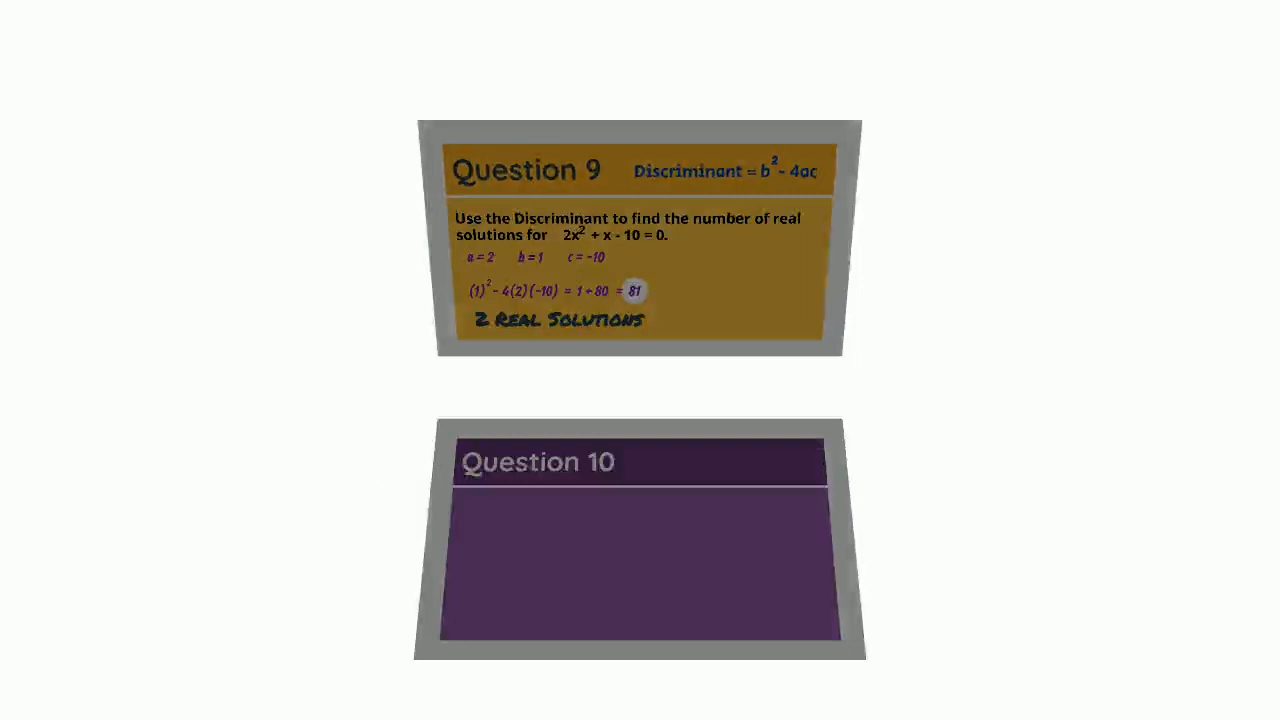 Question 9
Discriminant = b² - 4ac
Use the Discriminant to find the number of real
solutions for 2x² + x - 10 = 0.
a = 2 b = 1 c = -10
(1)² - 4(2)(-10) = 1 + 80 = 81
2 Real Solutions
Question 10